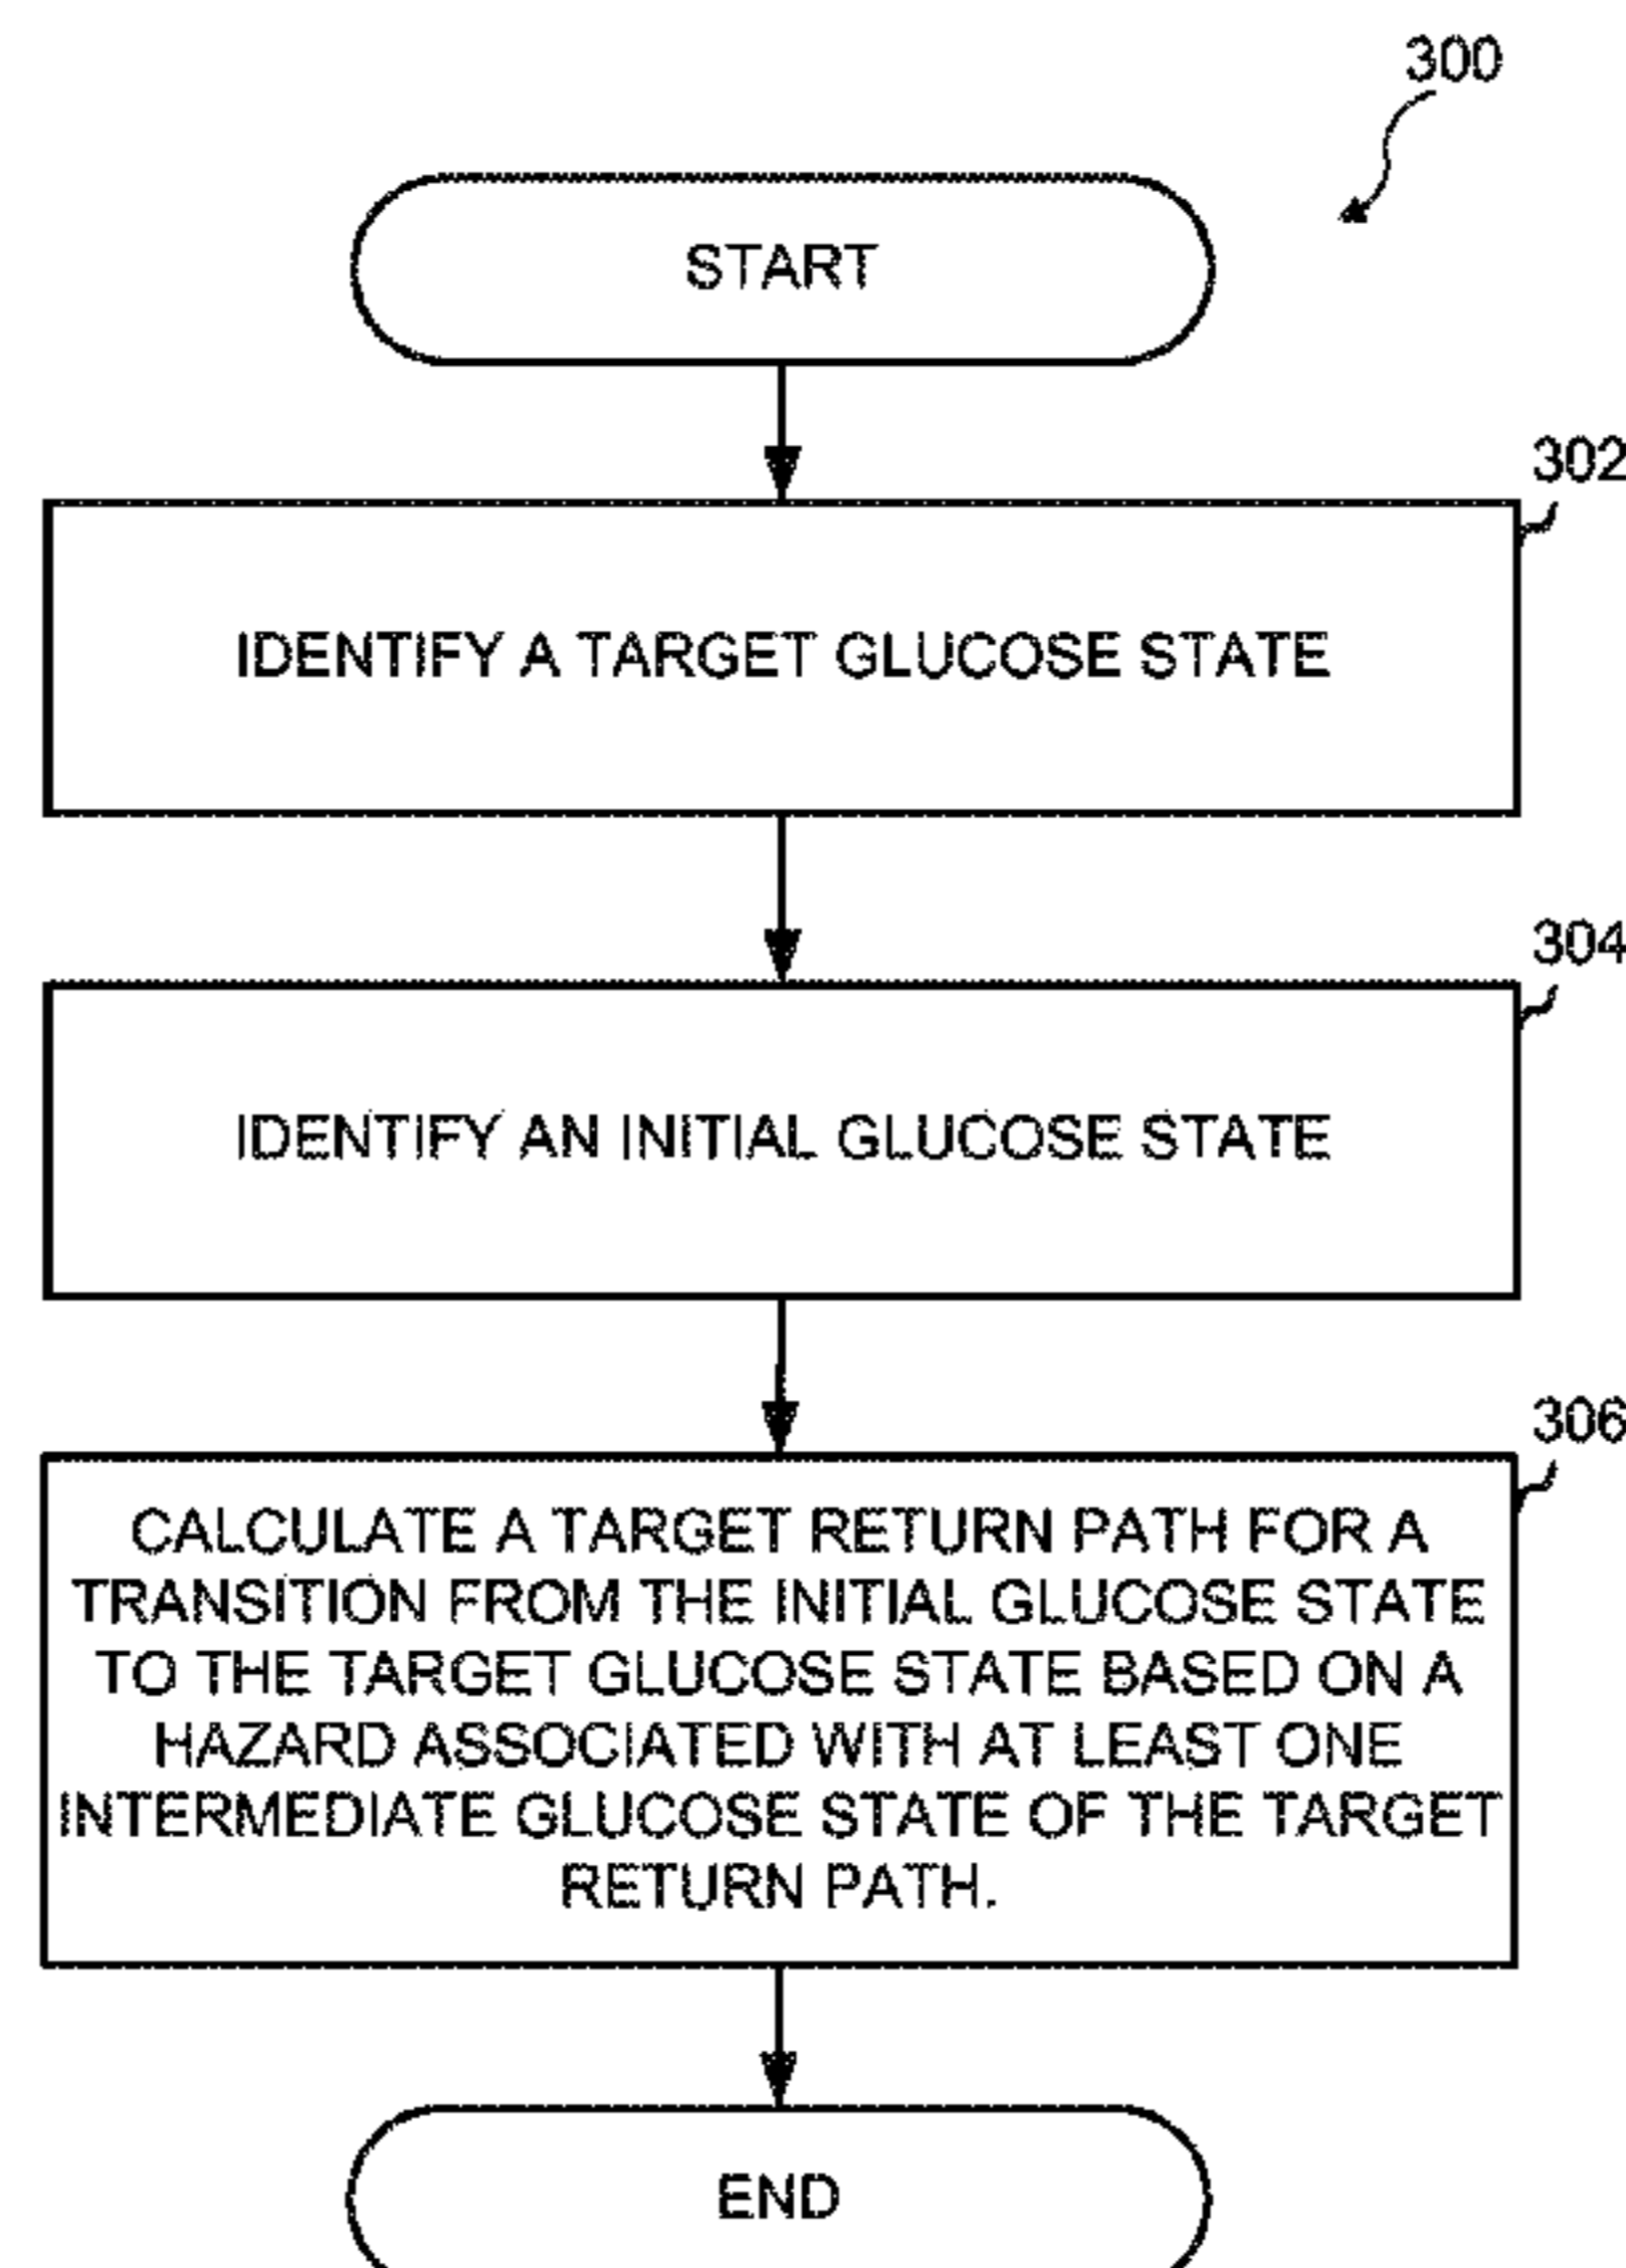 300
START
302
IDENTIFY A TARGET GLUCOSE STATE
304
IDENTIFY AN INITIAL GLUCOSE STATE
306
CALCULATE A TARGET RETURN PATH FOR A
TRANSITION FROM THE INITIAL GLUCOSE STATE
TO THE TARGET GLUCOSE STATE BASED ON A
HAZARD ASSOCIATED WITH AT LEAST ONE
INTERMEDIATE GLUCOSE STATE OF THE TARGET
RETURN PATH.
END